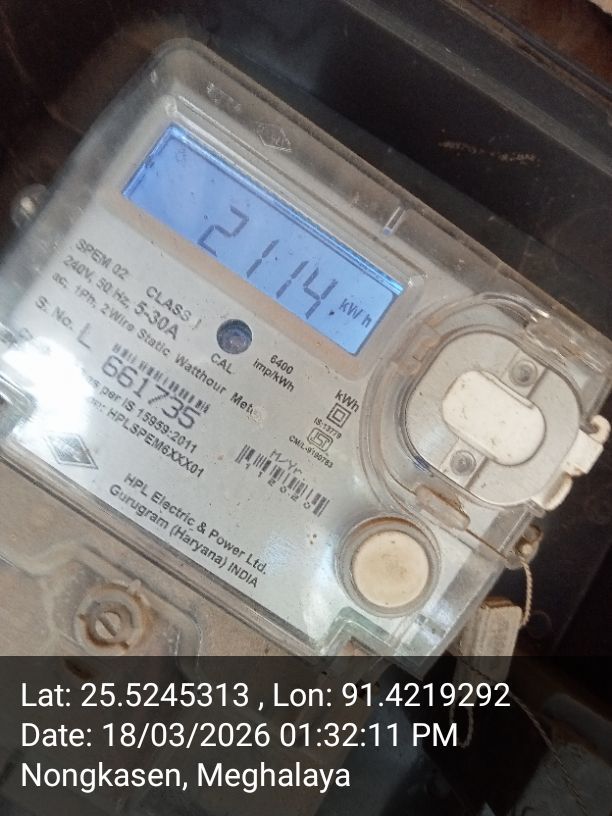 2114. kWh
SPEM 02 CLASS 1
240V, 50 Hz, 5-30A
ac, 1Ph, 2Wire Static Watthour Meter
CAL
6400
imp/kWh
S. No. L
661735
kWh
IS-13779
per IS 15959:2011
HPLSPEM6XXX01
M/Yr
112020
HPL Electric & Power Ltd.
Gurugram (Haryana) INDIA
Lat: 25.5245313 , Lon: 91.4219292
Date: 18/03/2026 01:32:11 PM
Nongkasen, Meghalaya